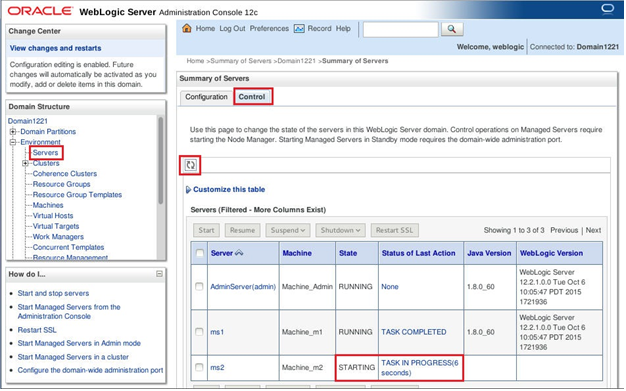 ORACLE WebLogic Server Administration Console 12c
Change Center
View changes and restarts
Configuration editing is enabled. Future
changes will automatically be activated as you
modify, add or delete items in this domain.
Domain Structure
Domain1221
Domain Partitions
Environment
Servers
Clusters
Coherence Clusters
Resource Groups
Resource Group Templates
Machines
Virtual Hosts
Virtual Targets
Work Managers
Concurrent Templates
Resource Management
How do I...
Start and stop servers
Start Managed Servers from the
Administration Console
Restart SSL
Start Managed Servers in Admin mode
Start Managed Servers in a cluster
Configure the domain-wide administration port
Home Log Out Preferences Record Help
Welcome, weblogic Connected to: Domain1221
Home >Summary of Servers >Domain1221 >Summary of Servers
Summary of Servers
Configuration Control
Use this page to change the state of the servers in this WebLogic Server domain. Control operations on Managed Servers require
starting the Node Manager. Starting Managed Servers in Standby mode requires the domain-wide administration port.
Customize this table
Servers (Filtered - More Columns Exist)
Start Resume Suspend Shutdown Restart SSL Showing 1 to 3 of 3 Previous | Next
Server Machine State Status of Last Action Java Version WebLogic Version
AdminServer(admin) Machine_Admin RUNNING None 1.8.0_60 WebLogic Server
12.2.1.0.0 Tue Oct 6
10:05:47 PDT 2015
1721936
ms1 Machine_m1 RUNNING TASK COMPLETED 1.8.0_60 WebLogic Server
12.2.1.0.0 Tue Oct 6
10:05:47 PDT 2015
1721936
ms2 Machine_m2 STARTING TASK IN PROGRESS(6
seconds)